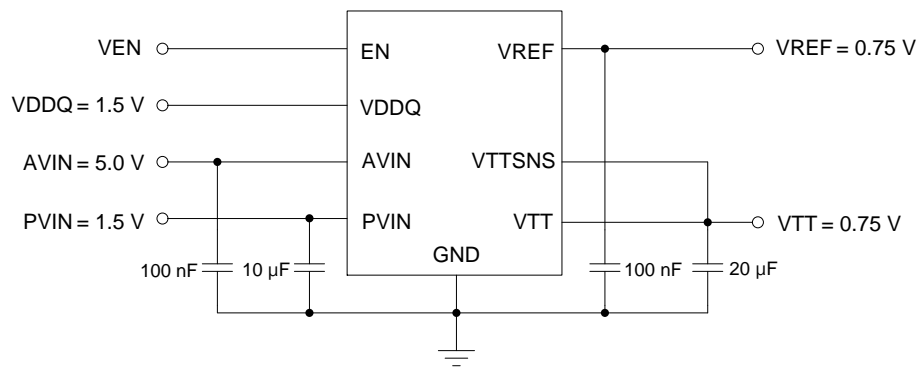 VEN
EN
VREF
VREF = 0.75 V
VDDQ = 1.5 V
VDDQ
AVIN = 5.0 V
AVIN
VTTSNS
PVIN = 1.5 V
PVIN
VTT
VTT = 0.75 V
GND
100 nF
10 µF
100 nF
20 µF